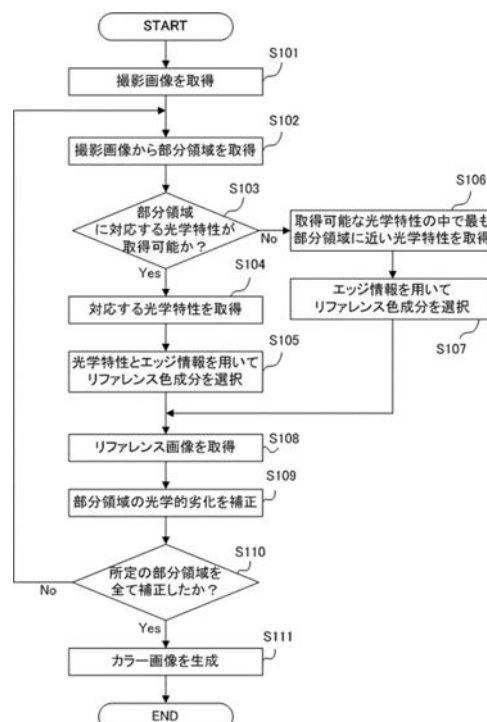 START
S101
撮影画像を取得
S102
撮影画像から部分領域を取得
S103
部分領域
に対応する光学特性が
取得可能か?
No
Yes
S106
取得可能な光学特性の中で最も
部分領域に近い光学特性を取得
S104
対応する光学特性を取得
エッジ情報を用いて
リファレンス色成分を選択
S107
S105
光学特性とエッジ情報を用いて
リファレンス色成分を選択
リファレンス画像を取得
S108
S109
部分領域の光学的劣化を補正
S110
所定の部分領域を
全て補正したか?
No
Yes
S111
カラー画像を生成
END